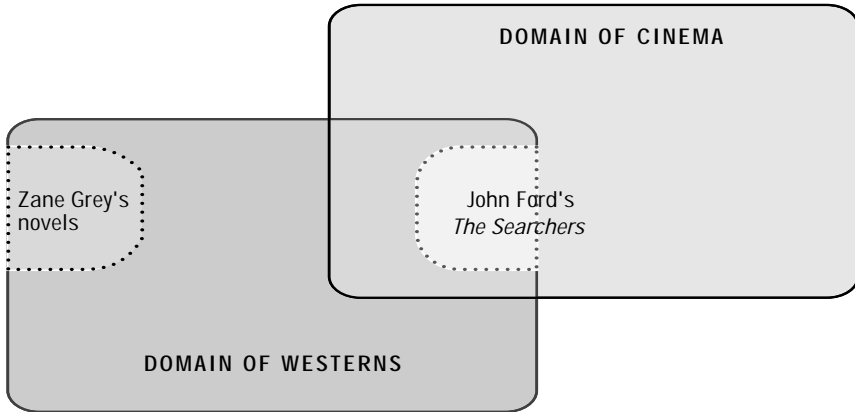 DOMAIN OF CINEMA
Zane Grey's
novels
John Ford's
The Searchers
DOMAIN OF WESTERNS